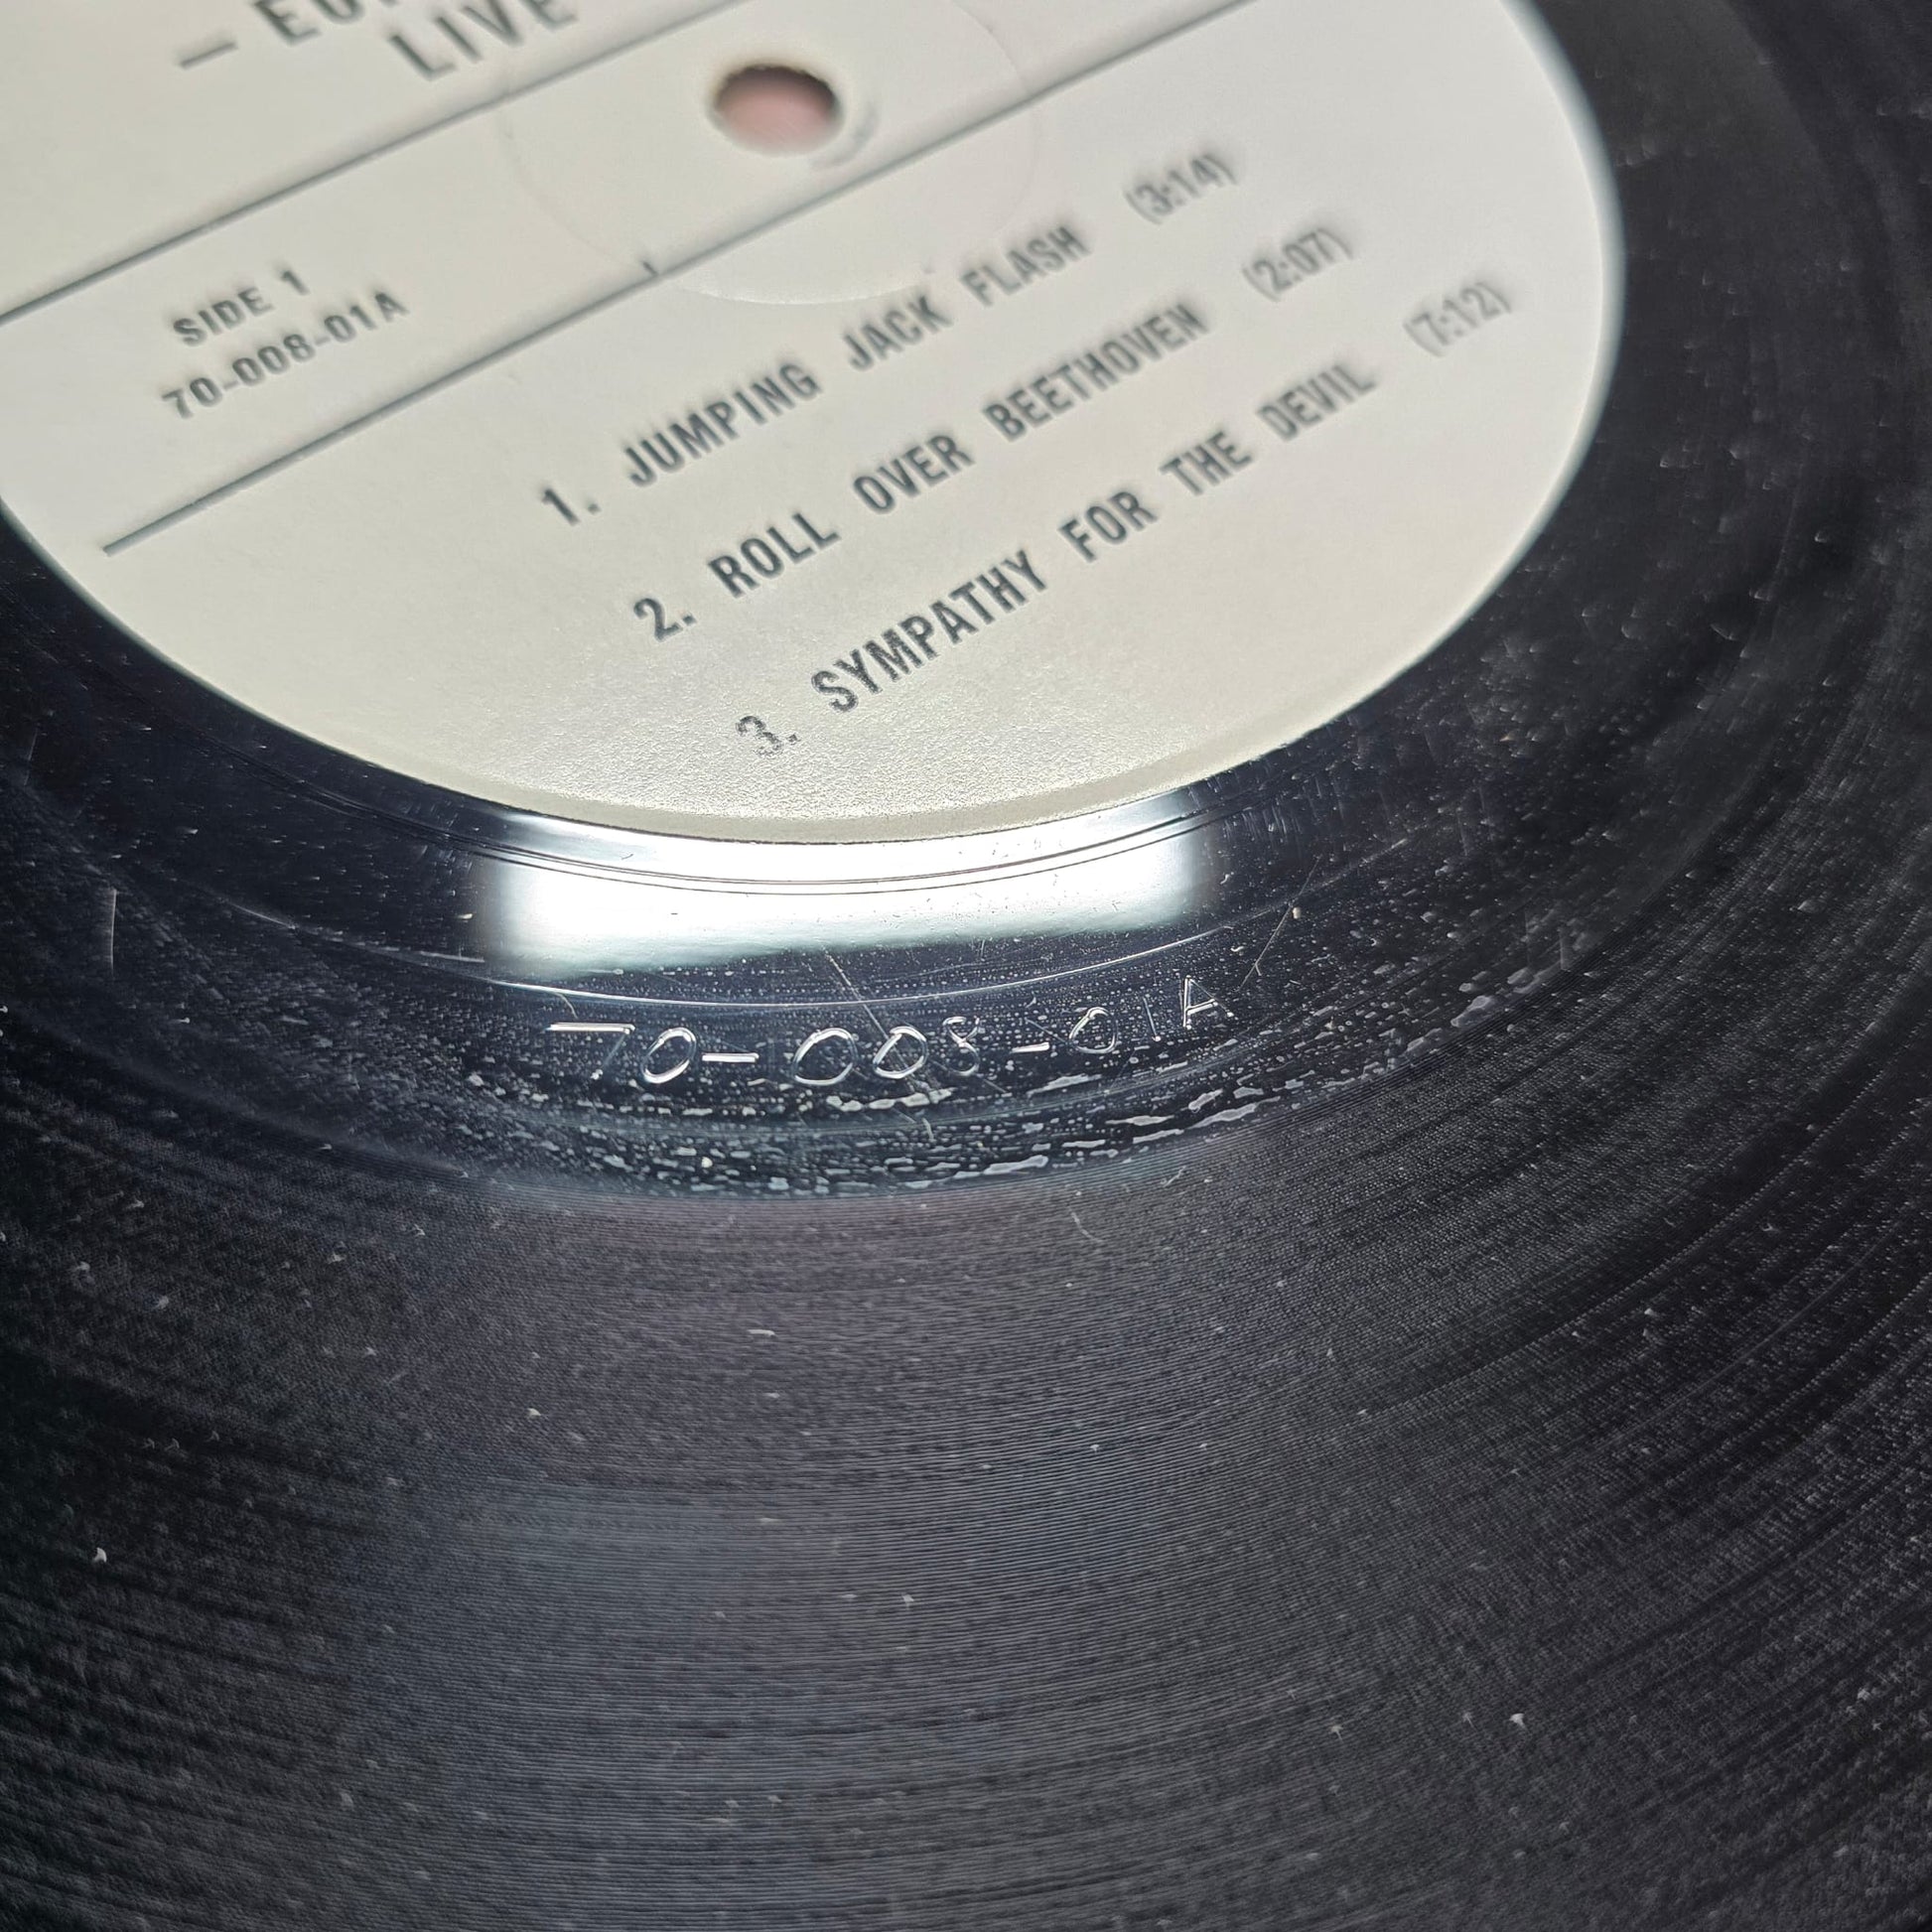 LIVE
SIDE 1
70-008-01A
1. JUMPING JACK FLASH (3:14)
2. ROLL OVER BEETHOVEN (2:07)
3. SYMPATHY FOR THE DEVIL (7:12)
70-008-01A